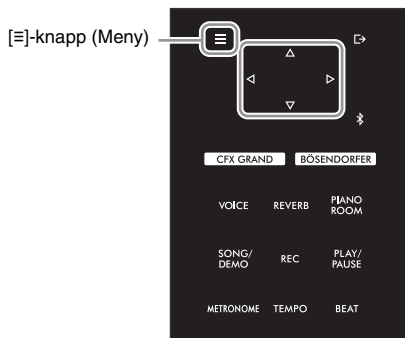 [≡]-knapp (Meny)
CFX GRAND BÖSENDORFER
VOICE REVERB PIANO ROOM
SONG/DEMO REC PLAY/PAUSE
METRONOME TEMPO BEAT